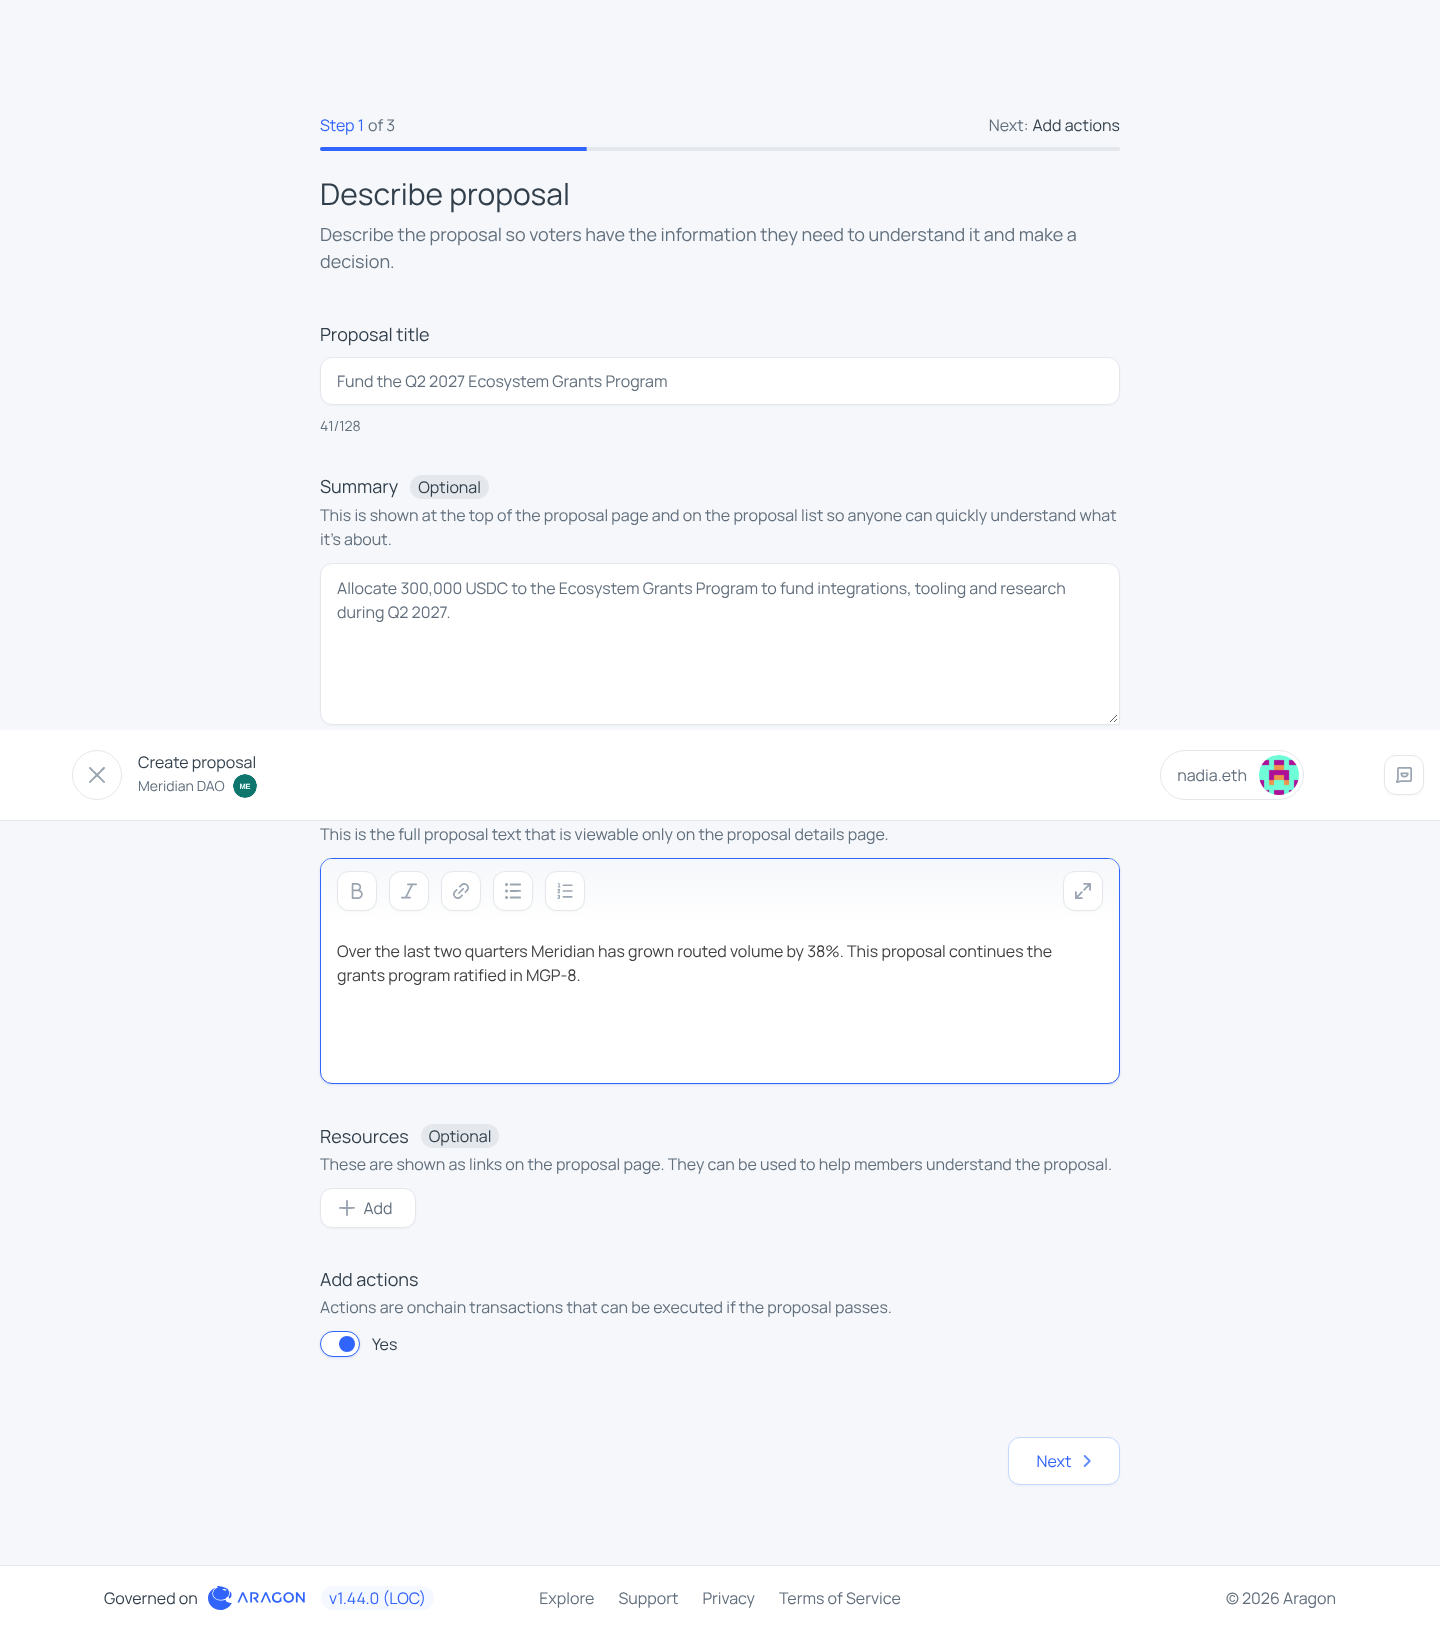 Step 1 of 3
Next: Add actions
Describe proposal
Describe the proposal so voters have the information they need to understand it and make a
decision.
Proposal title
Fund the Q2 2027 Ecosystem Grants Program
41/128
Summary Optional
This is shown at the top of the proposal page and on the proposal list so anyone can quickly understand what
it's about.
Allocate 300,000 USDC to the Ecosystem Grants Program to fund integrations, tooling and research
during Q2 2027.
Create proposal
Meridian DAO ME
nadia.eth
This is the full proposal text that is viewable only on the proposal details page.
Over the last two quarters Meridian has grown routed volume by 38%. This proposal continues the
grants program ratified in MGP-8.
Resources Optional
These are shown as links on the proposal page. They can be used to help members understand the proposal.
Add
Add actions
Actions are onchain transactions that can be executed if the proposal passes.
Yes
Next
Governed on ARAGON v1.44.0 (LOC) Explore Support Privacy Terms of Service © 2026 Aragon